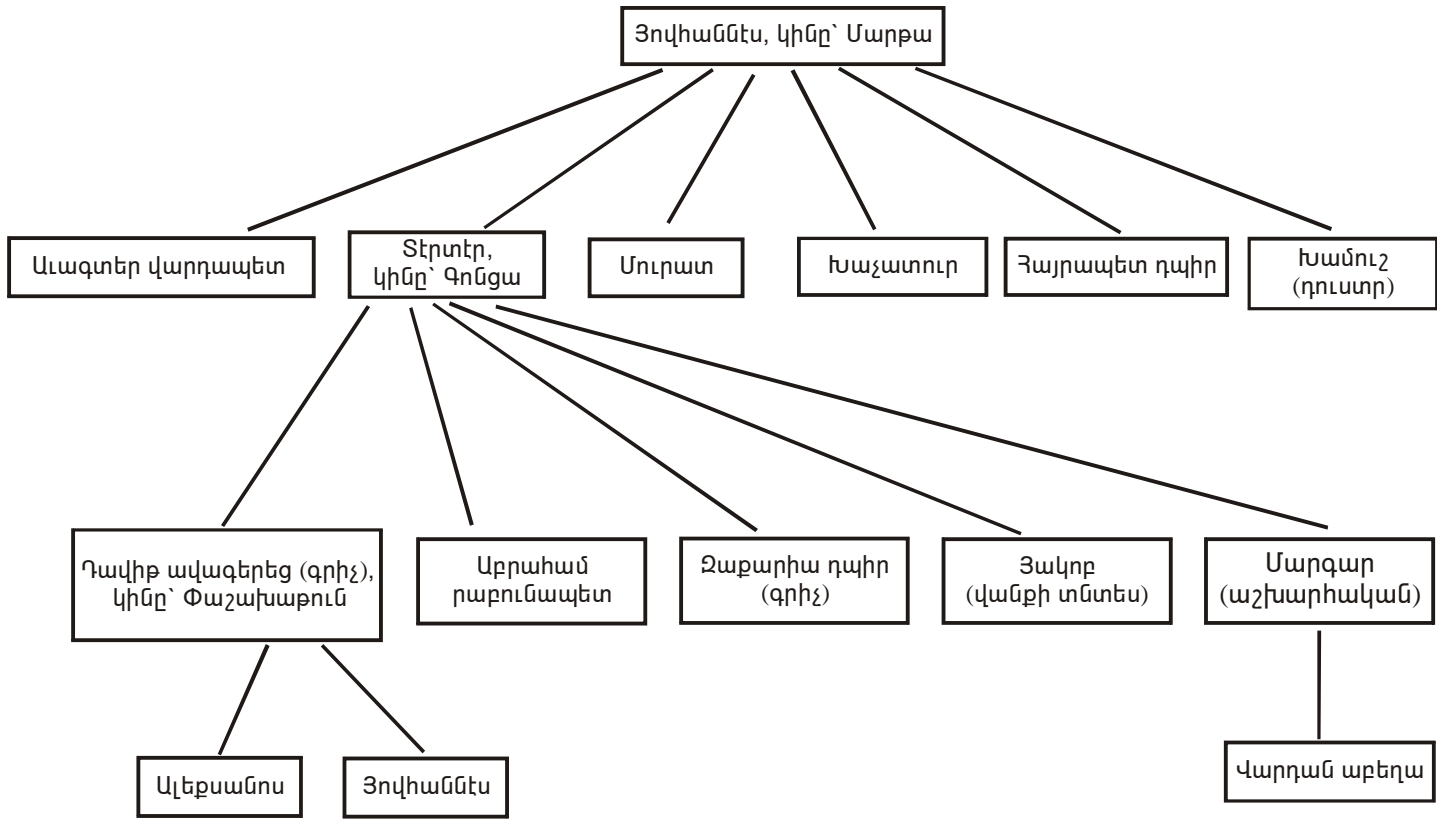 Յովհաննէս, կինը՝ Մարթա
Աւագտեր վարդապետ
Տէրտէր,
կինը՝ Գոնցա
Մուրատ
Խաչատուր
Հայրապետ դպիր
Խամուշ
(դուստր)
Դավիթ ավագերեց (գրիչ),
կինը՝ Փաշախաթուն
Աբրահամ
րաբունապետ
Զաքարիա դպիր
(գրիչ)
Յակոբ
(վանքի տնտես)
Մարգար
(աշխարհական)
Ալեքսանոս
Յովհաննէս
Վարդան աբեղա